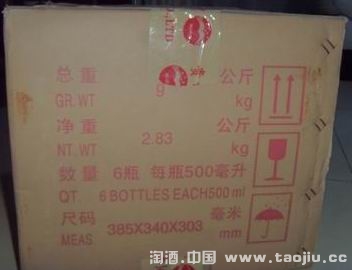 CO.,LTD
总重 9 公斤
GR.WT kg
净重 2.83 公斤
NT.WT kg
数量 6瓶 每瓶500毫升
QT. 6 BOTTLES EACH500 ml
尺码 385X340X303 毫米
MEAS. mm
淘酒.中国 www.taojiu.cc